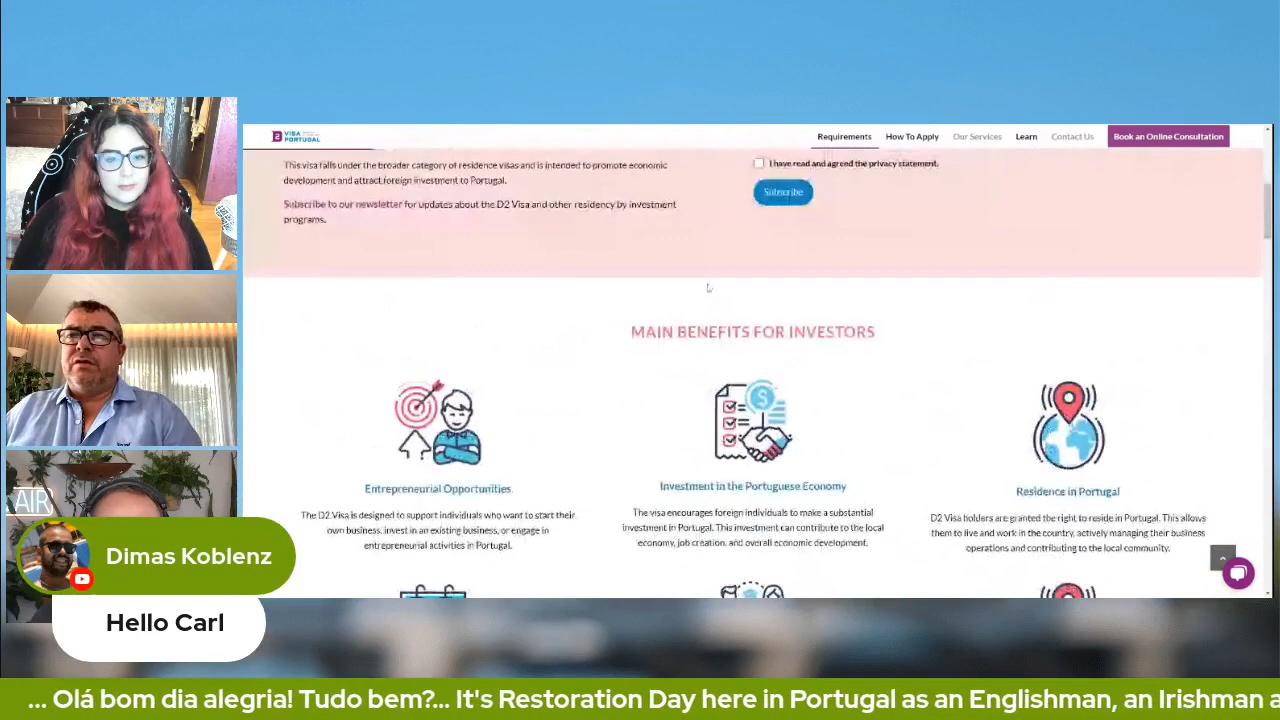 VISA
PORTUGAL
Requirements
How To Apply
Our Services
Learn
Contact Us
Book an Online Consultation
This visa falls under the broader category of residence visas and is intended to promote economic
development and attract foreign investment to Portugal.
Subscribe to our newsletter for updates about the D2 Visa and other residency by investment
programs.
I have read and agreed the privacy statement.
Subscribe
MAIN BENEFITS FOR INVESTORS
Entrepreneurial Opportunities
The D2 Visa is designed to support individuals who want to start their
own business, invest in an existing business, or engage in
entrepreneurial activities in Portugal.
Investment in the Portuguese Economy
The visa encourages foreign individuals to make a substantial
investment in Portugal. This investment can contribute to the local
economy, job creation, and overall economic development.
Residence in Portugal
D2 Visa holders are granted the right to reside in Portugal. This allows
them to live and work in the country, actively managing their business
operations and contributing to the local community.
AIR
Dimas Koblenz
Hello Carl
... Olá bom dia alegria! Tudo bem?... It's Restoration Day here in Portugal as an Englishman, an Irishman a